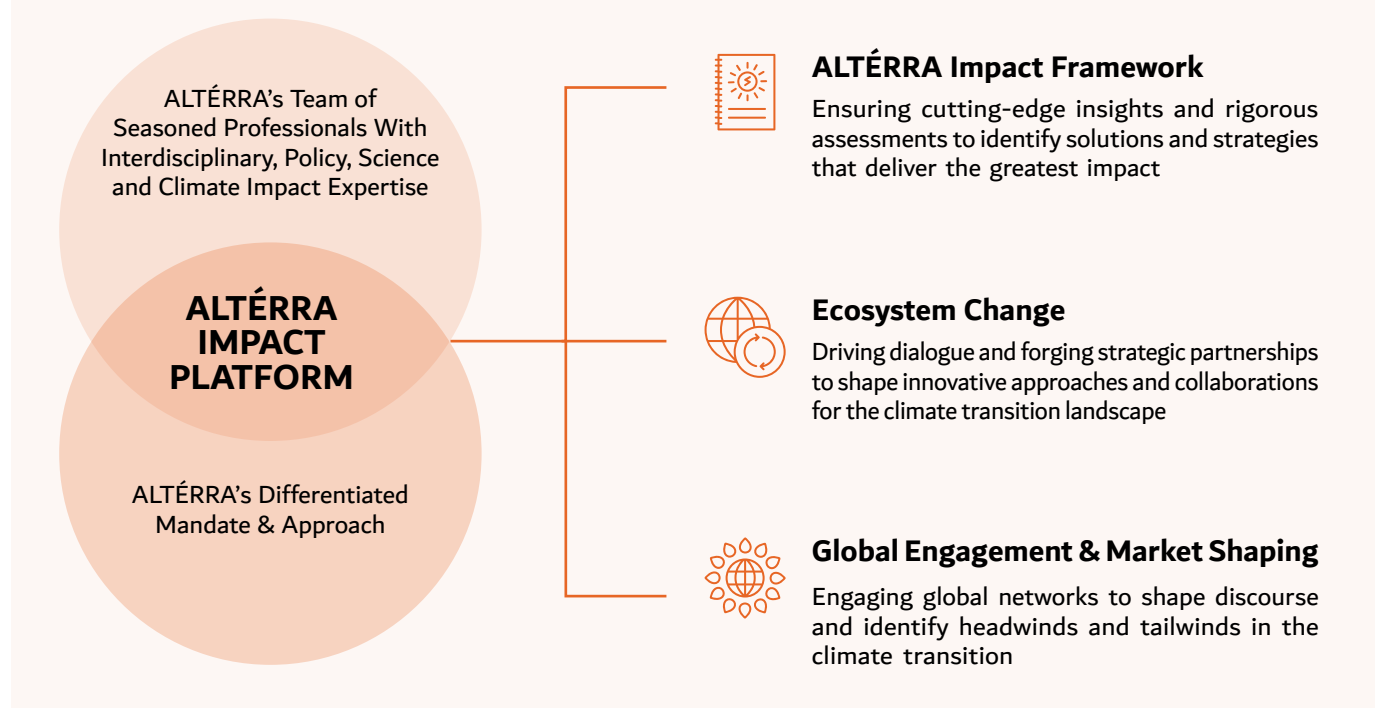 ALTÉRRA's Team of
Seasoned Professionals With
Interdisciplinary, Policy, Science
and Climate Impact Expertise
ALTÉRRA
IMPACT
PLATFORM
ALTÉRRA's Differentiated
Mandate & Approach
ALTÉRRA Impact Framework
Ensuring cutting-edge insights and rigorous
assessments to identify solutions and strategies
that deliver the greatest impact
Ecosystem Change
Driving dialogue and forging strategic partnerships
to shape innovative approaches and collaborations
for the climate transition landscape
Global Engagement & Market Shaping
Engaging global networks to shape discourse
and identify headwinds and tailwinds in the
climate transition